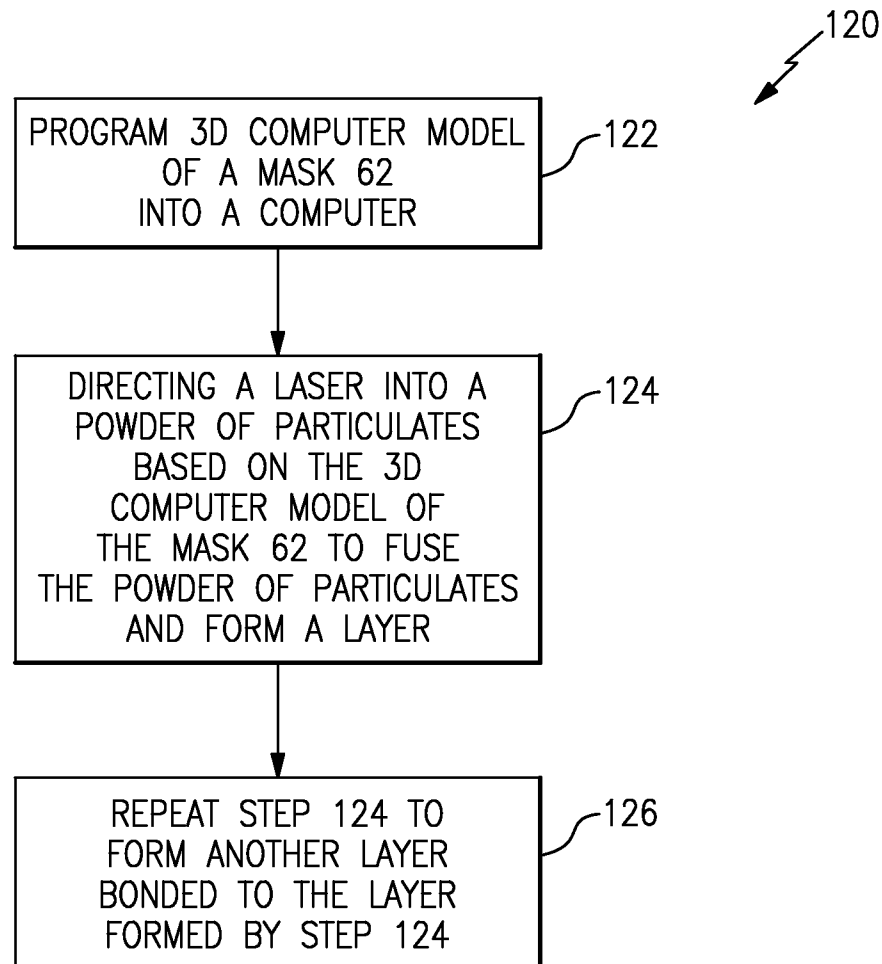 120
PROGRAM 3D COMPUTER MODEL
OF A MASK 62
INTO A COMPUTER
122
DIRECTING A LASER INTO A
POWDER OF PARTICULATES
BASED ON THE 3D
COMPUTER MODEL OF
THE MASK 62 TO FUSE
THE POWDER OF PARTICULATES
AND FORM A LAYER
124
REPEAT STEP 124 TO
FORM ANOTHER LAYER
BONDED TO THE LAYER
FORMED BY STEP 124
126